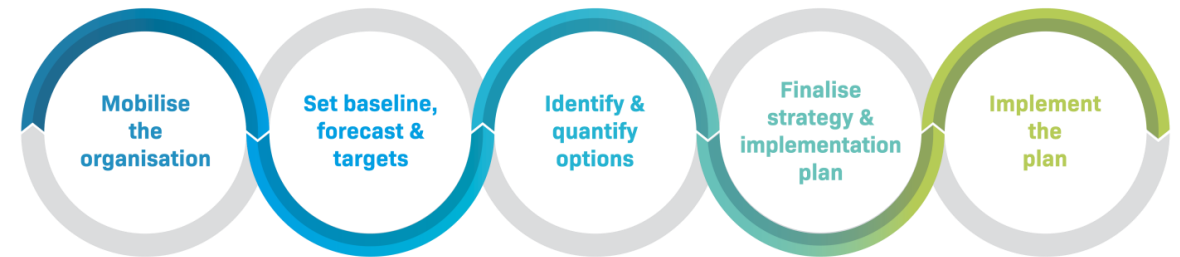 Mobilise
the
organisation
Set baseline,
forecast &
targets
Identify &
quantify
options
Finalise
strategy &
implementation
plan
Implement
the
plan